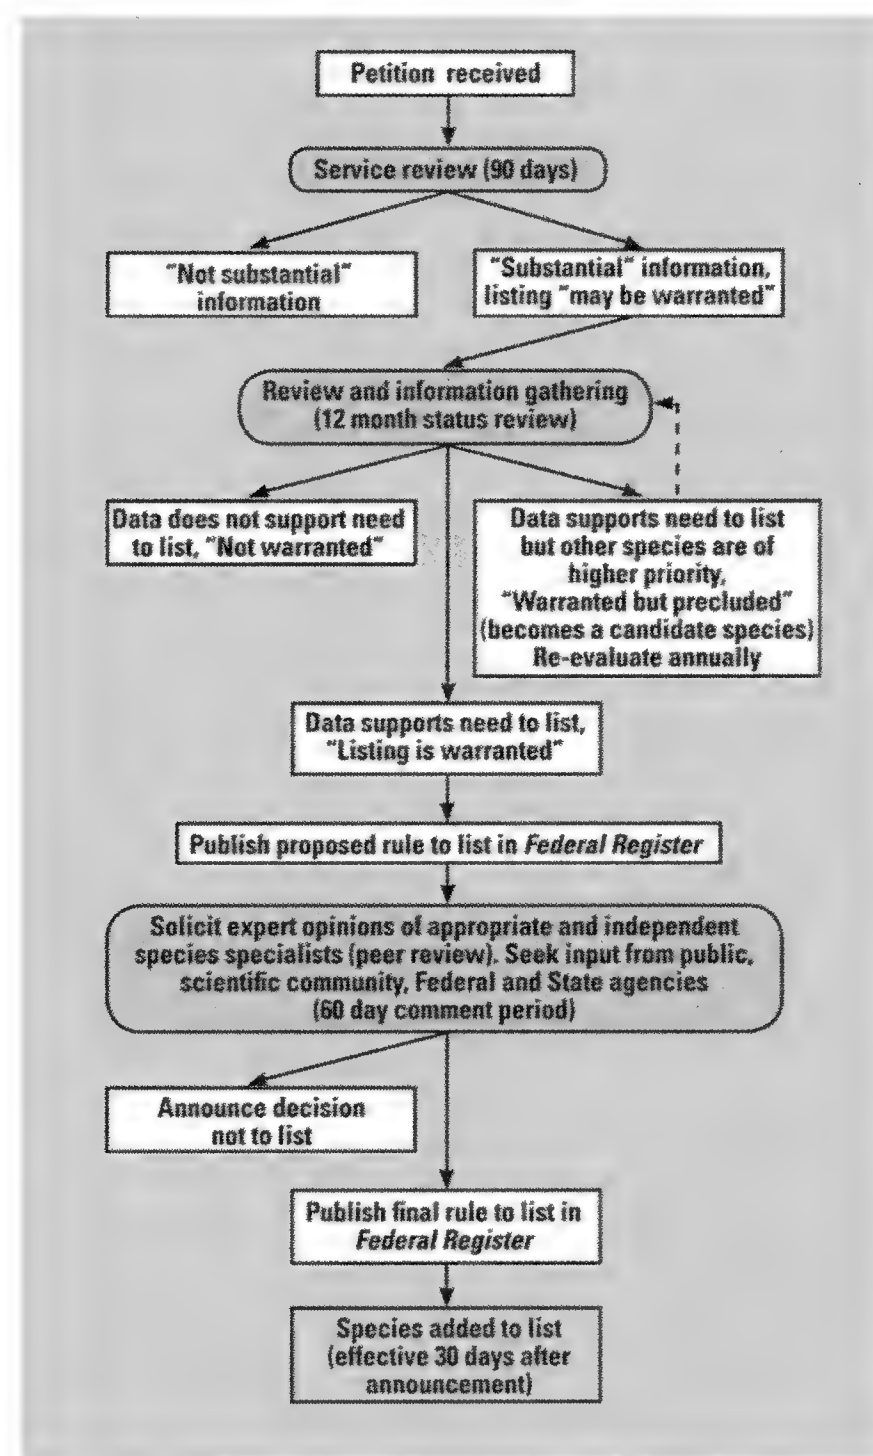 Petition received
Service review (90 days)
"Not substantial"
information
"Substantial" information,
listing "may be warranted"
Review and information gathering
(12 month status review)
Data does not support need
to list, "Not warranted"
Data supports need to list
but other species are of
higher priority,
"Warranted but precluded"
(becomes a candidate species)
Re-evaluate annually
Data supports need to list,
"Listing is warranted"
Publish proposed rule to list in Federal Register
Solicit expert opinions of appropriate and independent
species specialists (peer review). Seek input from public,
scientific community, Federal and State agencies
(60 day comment period)
Announce decision
not to list
Publish final rule to list in
Federal Register
Species added to list
(effective 30 days after
announcement)